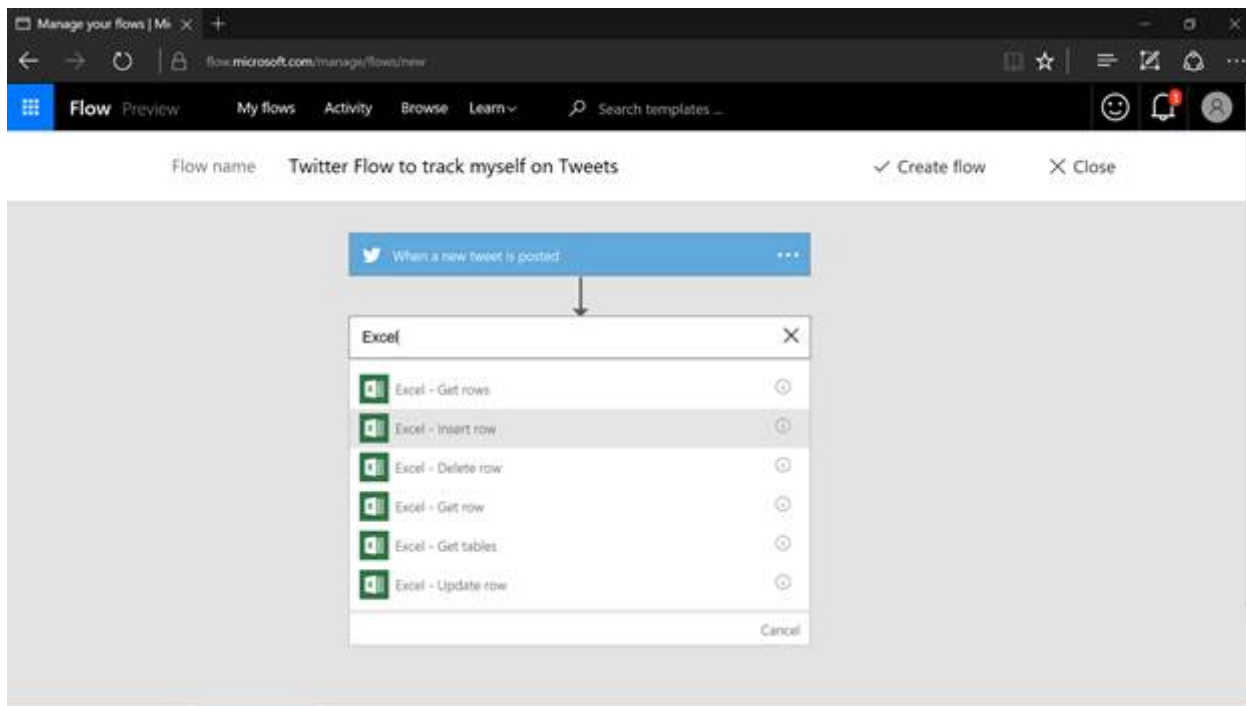 Manage your flows | Mi
flow.microsoft.com/manage/flows/new
Flow Preview My flows Activity Browse Learn Search templates ...
Flow name Twitter Flow to track myself on Tweets Create flow Close
When a new tweet is posted
Excel
Excel - Get rows
Excel - Insert row
Excel - Delete row
Excel - Get row
Excel - Get tables
Excel - Update row
Cancel